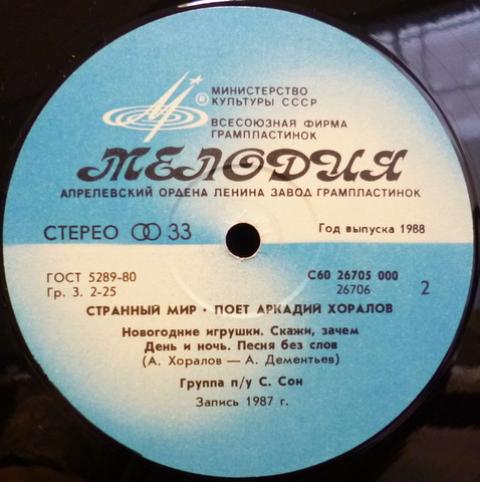 ®
МИНИСТЕРСТВО
КУЛЬТУРЫ СССР
ВСЕСОЮЗНАЯ ФИРМА
ГРАМПЛАСТИНОК
МЕЛОДИЯ
АПРЕЛЕВСКИЙ ОРДЕНА ЛЕНИНА ЗАВОД ГРАМПЛАСТИНОК
СТЕРЕО 33
Год выпуска 1988
ГОСТ 5289-80
Гр. 3. 2-25
С60 26705 000
26706
2
СТРАННЫЙ МИР • ПОЕТ АРКАДИЙ ХОРАЛОВ
Новогодние игрушки. Скажи, зачем
День и ночь. Песня без слов
(А. Хоралов — А. Дементьев)
Группа п/у С. Сон
Запись 1987 г.